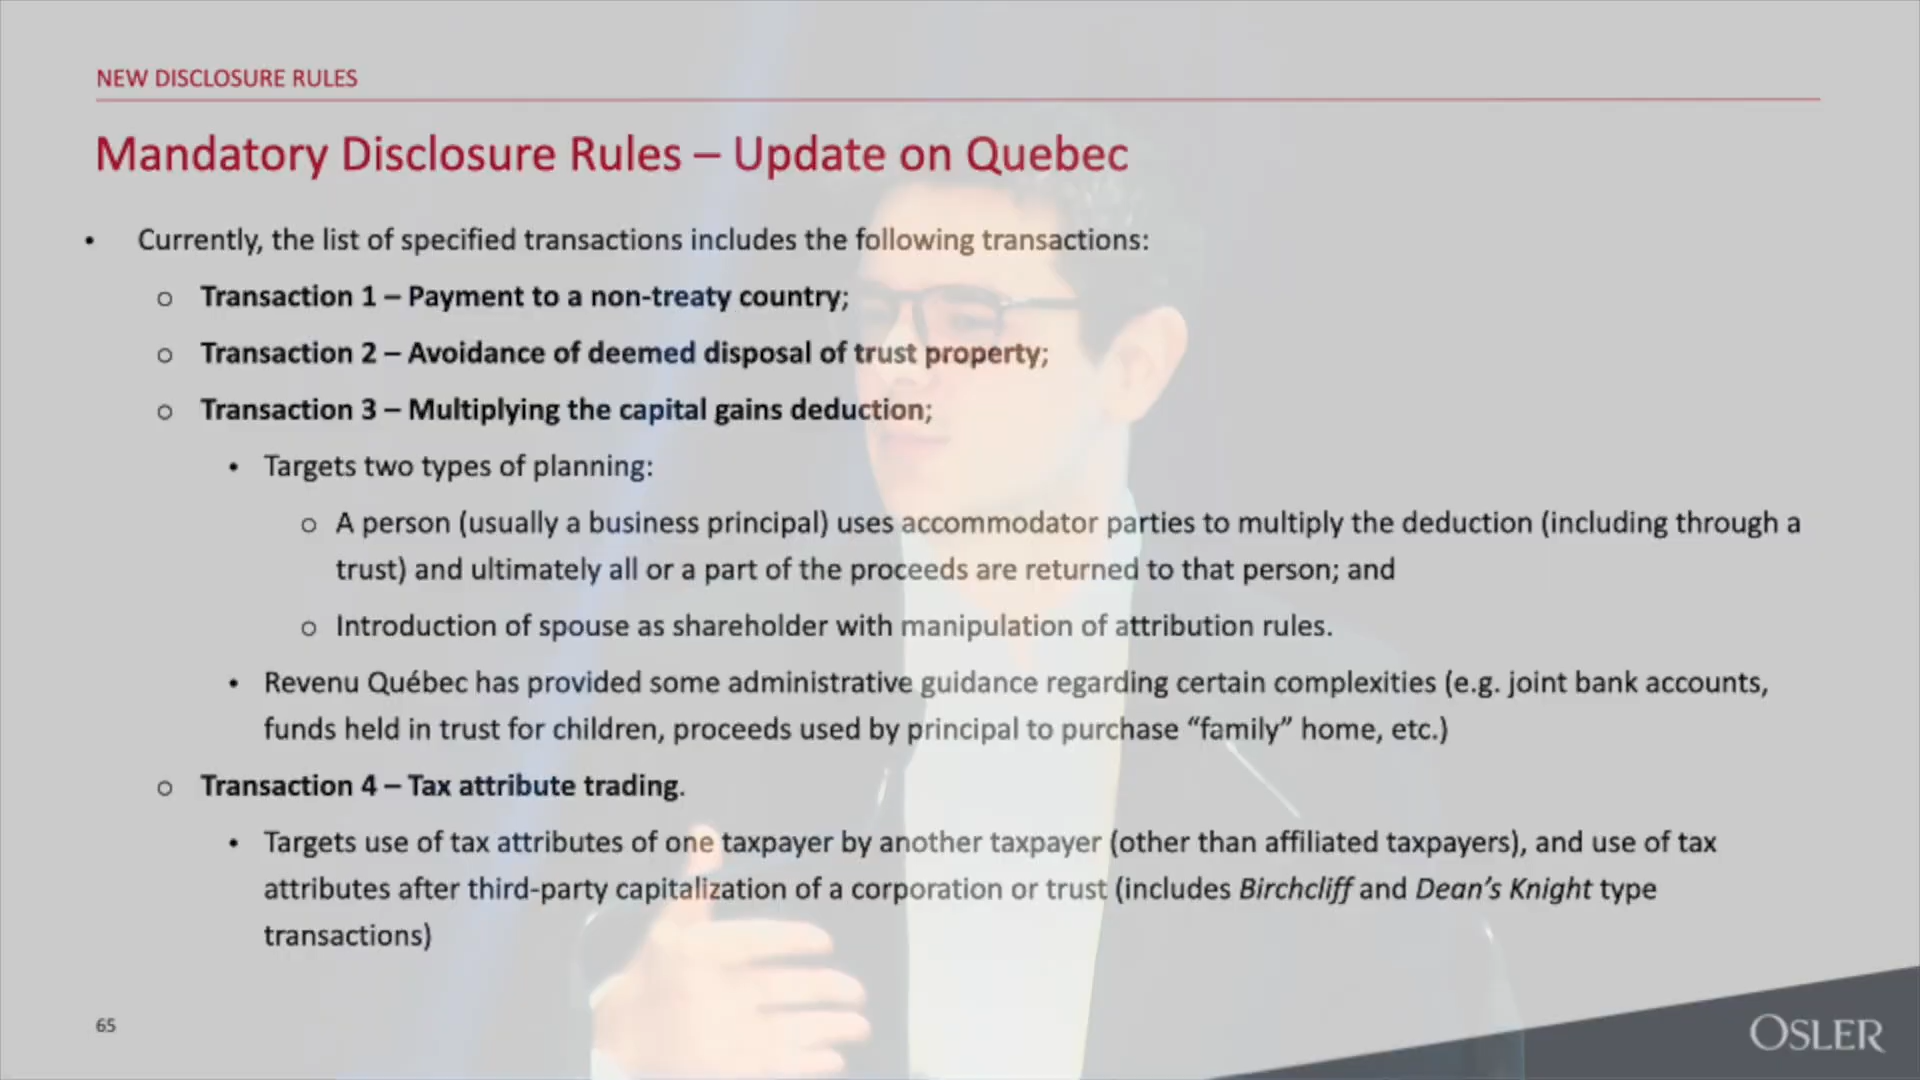 NEW DISCLOSURE RULES
Mandatory Disclosure Rules – Update on Quebec
• Currently, the list of specified transactions includes the following transactions:
o Transaction 1 – Payment to a non-treaty country;
o Transaction 2 – Avoidance of deemed disposal of trust property;
o Transaction 3 – Multiplying the capital gains deduction;
• Targets two types of planning:
o A person (usually a business principal) uses accommodator parties to multiply the deduction (including through a
trust) and ultimately all or a part of the proceeds are returned to that person; and
o Introduction of spouse as shareholder with manipulation of attribution rules.
• Revenu Québec has provided some administrative guidance regarding certain complexities (e.g. joint bank accounts,
funds held in trust for children, proceeds used by principal to purchase “family” home, etc.)
o Transaction 4 – Tax attribute trading.
• Targets use of tax attributes of one taxpayer by another taxpayer (other than affiliated taxpayers), and use of tax
attributes after third-party capitalization of a corporation or trust (includes Birchcliff and Dean’s Knight type
transactions)
65
OSLER